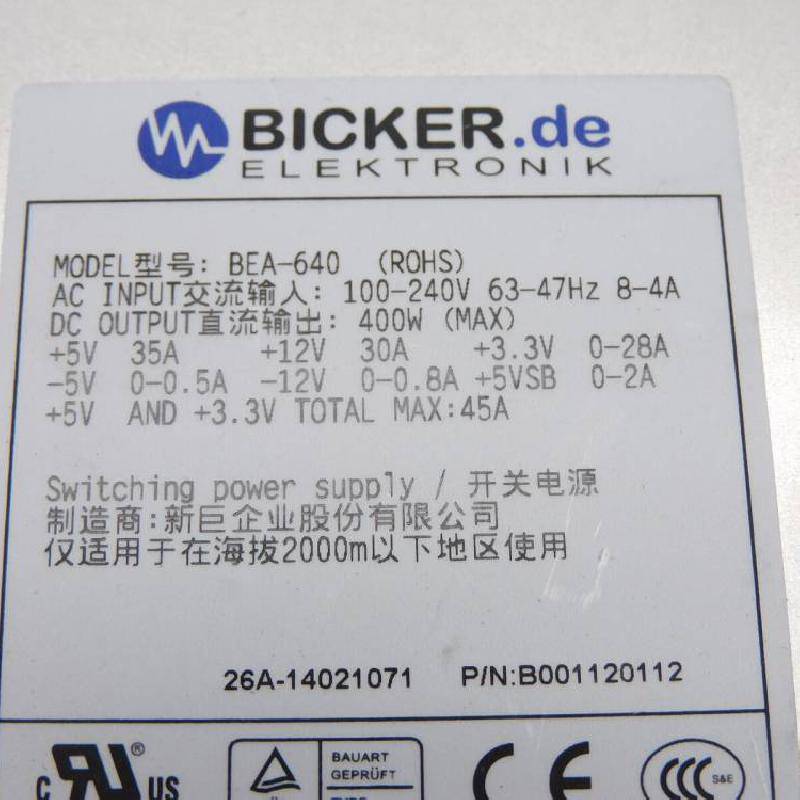 BICKER.de
ELEKTRONIK
MODEL型号: BEA-640 (ROHS)
AC INPUT交流输入: 100-240V 63-47Hz 8-4A
DC OUTPUT直流输出: 400W (MAX)
+5V 35A +12V 30A +3.3V 0-28A
-5V 0-0.5A -12V 0-0.8A +5VSB 0-2A
+5V AND +3.3V TOTAL MAX:45A
Switching power supply / 开关电源
制造商:新巨企业股份有限公司
仅适用于在海拔2000m以下地区使用
26A-14021071 P/N:B001120112
c RU ® US BAUART GEPRÜFT CE CCC S&E